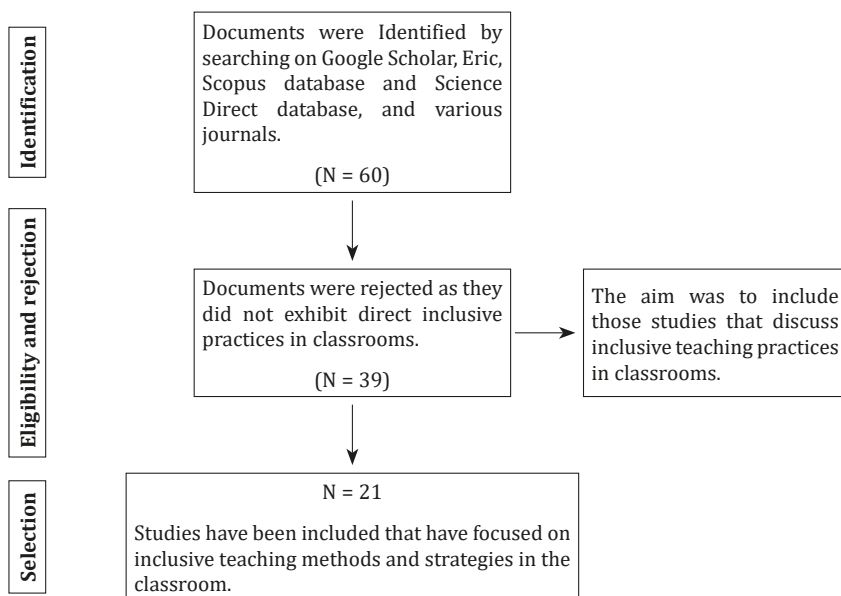 Identification
Documents were Identified by
searching on Google Scholar, Eric,
Scopus database and Science
Direct database, and various
journals.
(N = 60)
Eligibility and rejection
Documents were rejected as they
did not exhibit direct inclusive
practices in classrooms.
(N = 39)
The aim was to include
those studies that discuss
inclusive teaching practices
in classrooms.
Selection
N = 21
Studies have been included that have focused on
inclusive teaching methods and strategies in the
classroom.